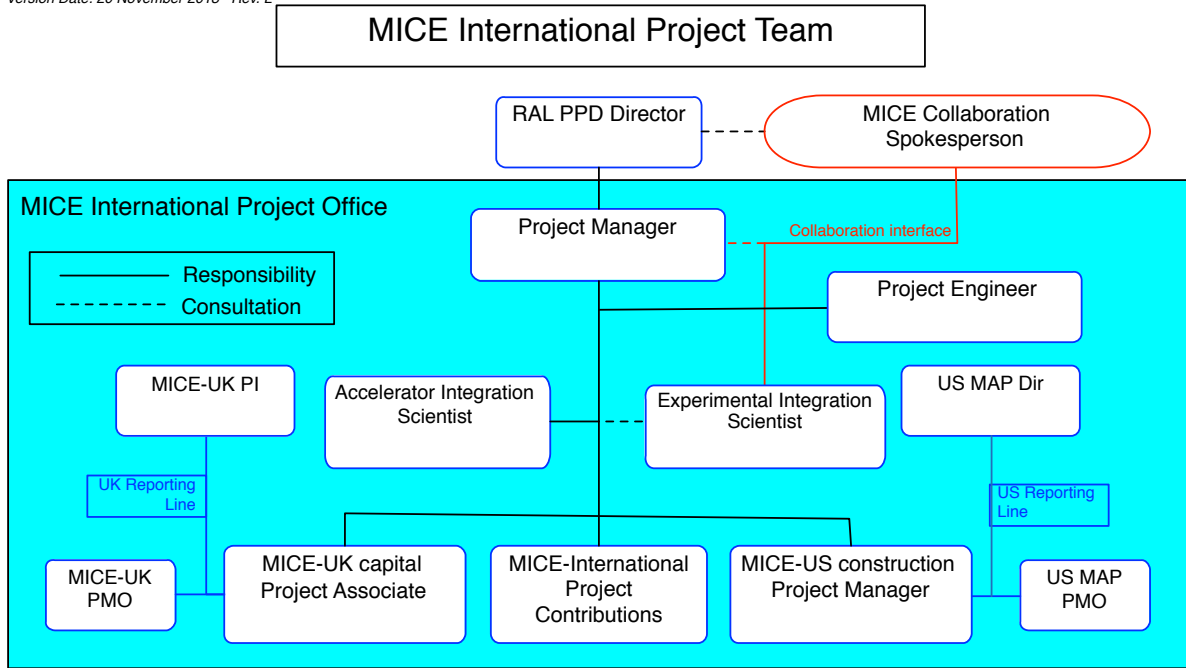 MICE International Project Team
RAL PPD Director
MICE Collaboration
Spokesperson
MICE International Project Office
Project Manager
Collaboration interface
Responsibility
Consultation
Project Engineer
MICE-UK PI
Accelerator Integration
Scientist
Experimental Integration
Scientist
US MAP Dir
UK Reporting
Line
US Reporting
Line
MICE-UK
PMO
MICE-UK capital
Project Associate
MICE-International
Project
Contributions
MICE-US construction
Project Manager
US MAP
PMO